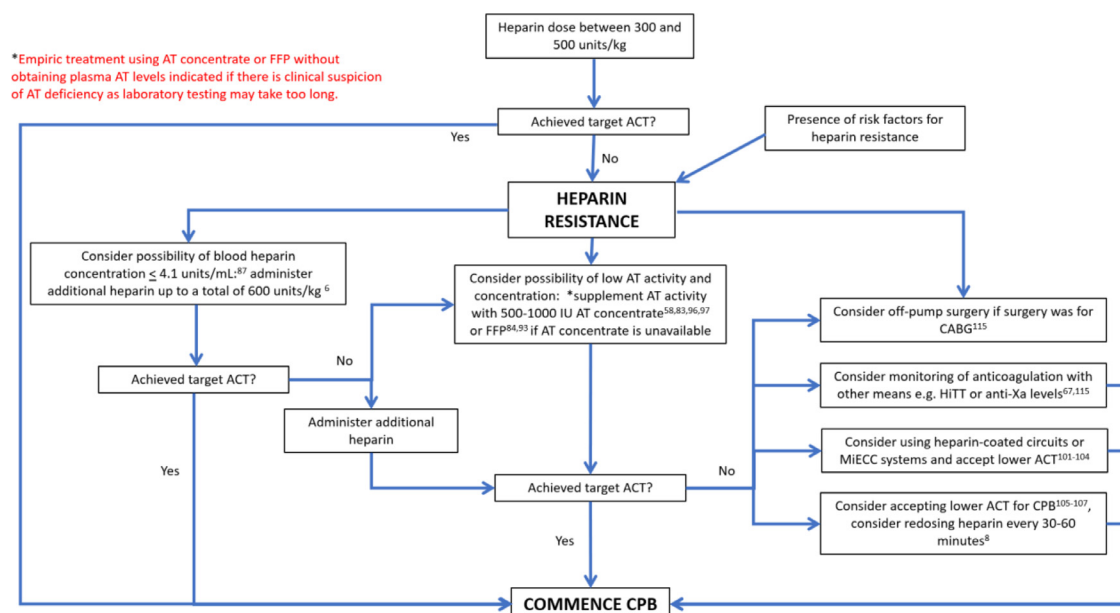 Heparin dose between 300 and
500 units/kg
*Empiric treatment using AT concentrate or FFP without
obtaining plasma AT levels indicated if there is clinical suspicion
of AT deficiency as laboratory testing may take too long.
Achieved target ACT?
Yes
No
Presence of risk factors for
heparin resistance
HEPARIN
RESISTANCE
Consider possibility of blood heparin
concentration ≤ 4.1 units/mL:87 administer
additional heparin up to a total of 600 units/kg 6
Consider possibility of low AT activity and
concentration: *supplement AT activity
with 500-1000 IU AT concentrate58,83,96,97
or FFP84,93 if AT concentrate is unavailable
Consider off-pump surgery if surgery was for
CABG115
Achieved target ACT?
No
Yes
Consider monitoring of anticoagulation with
other means e.g. HiTT or anti-Xa levels67,115
Administer additional
heparin
Consider using heparin-coated circuits or
MiECC systems and accept lower ACT101-104
Achieved target ACT?
No
Yes
Consider accepting lower ACT for CPB105-107,
consider redosing heparin every 30-60
minutes8
COMMENCE CPB